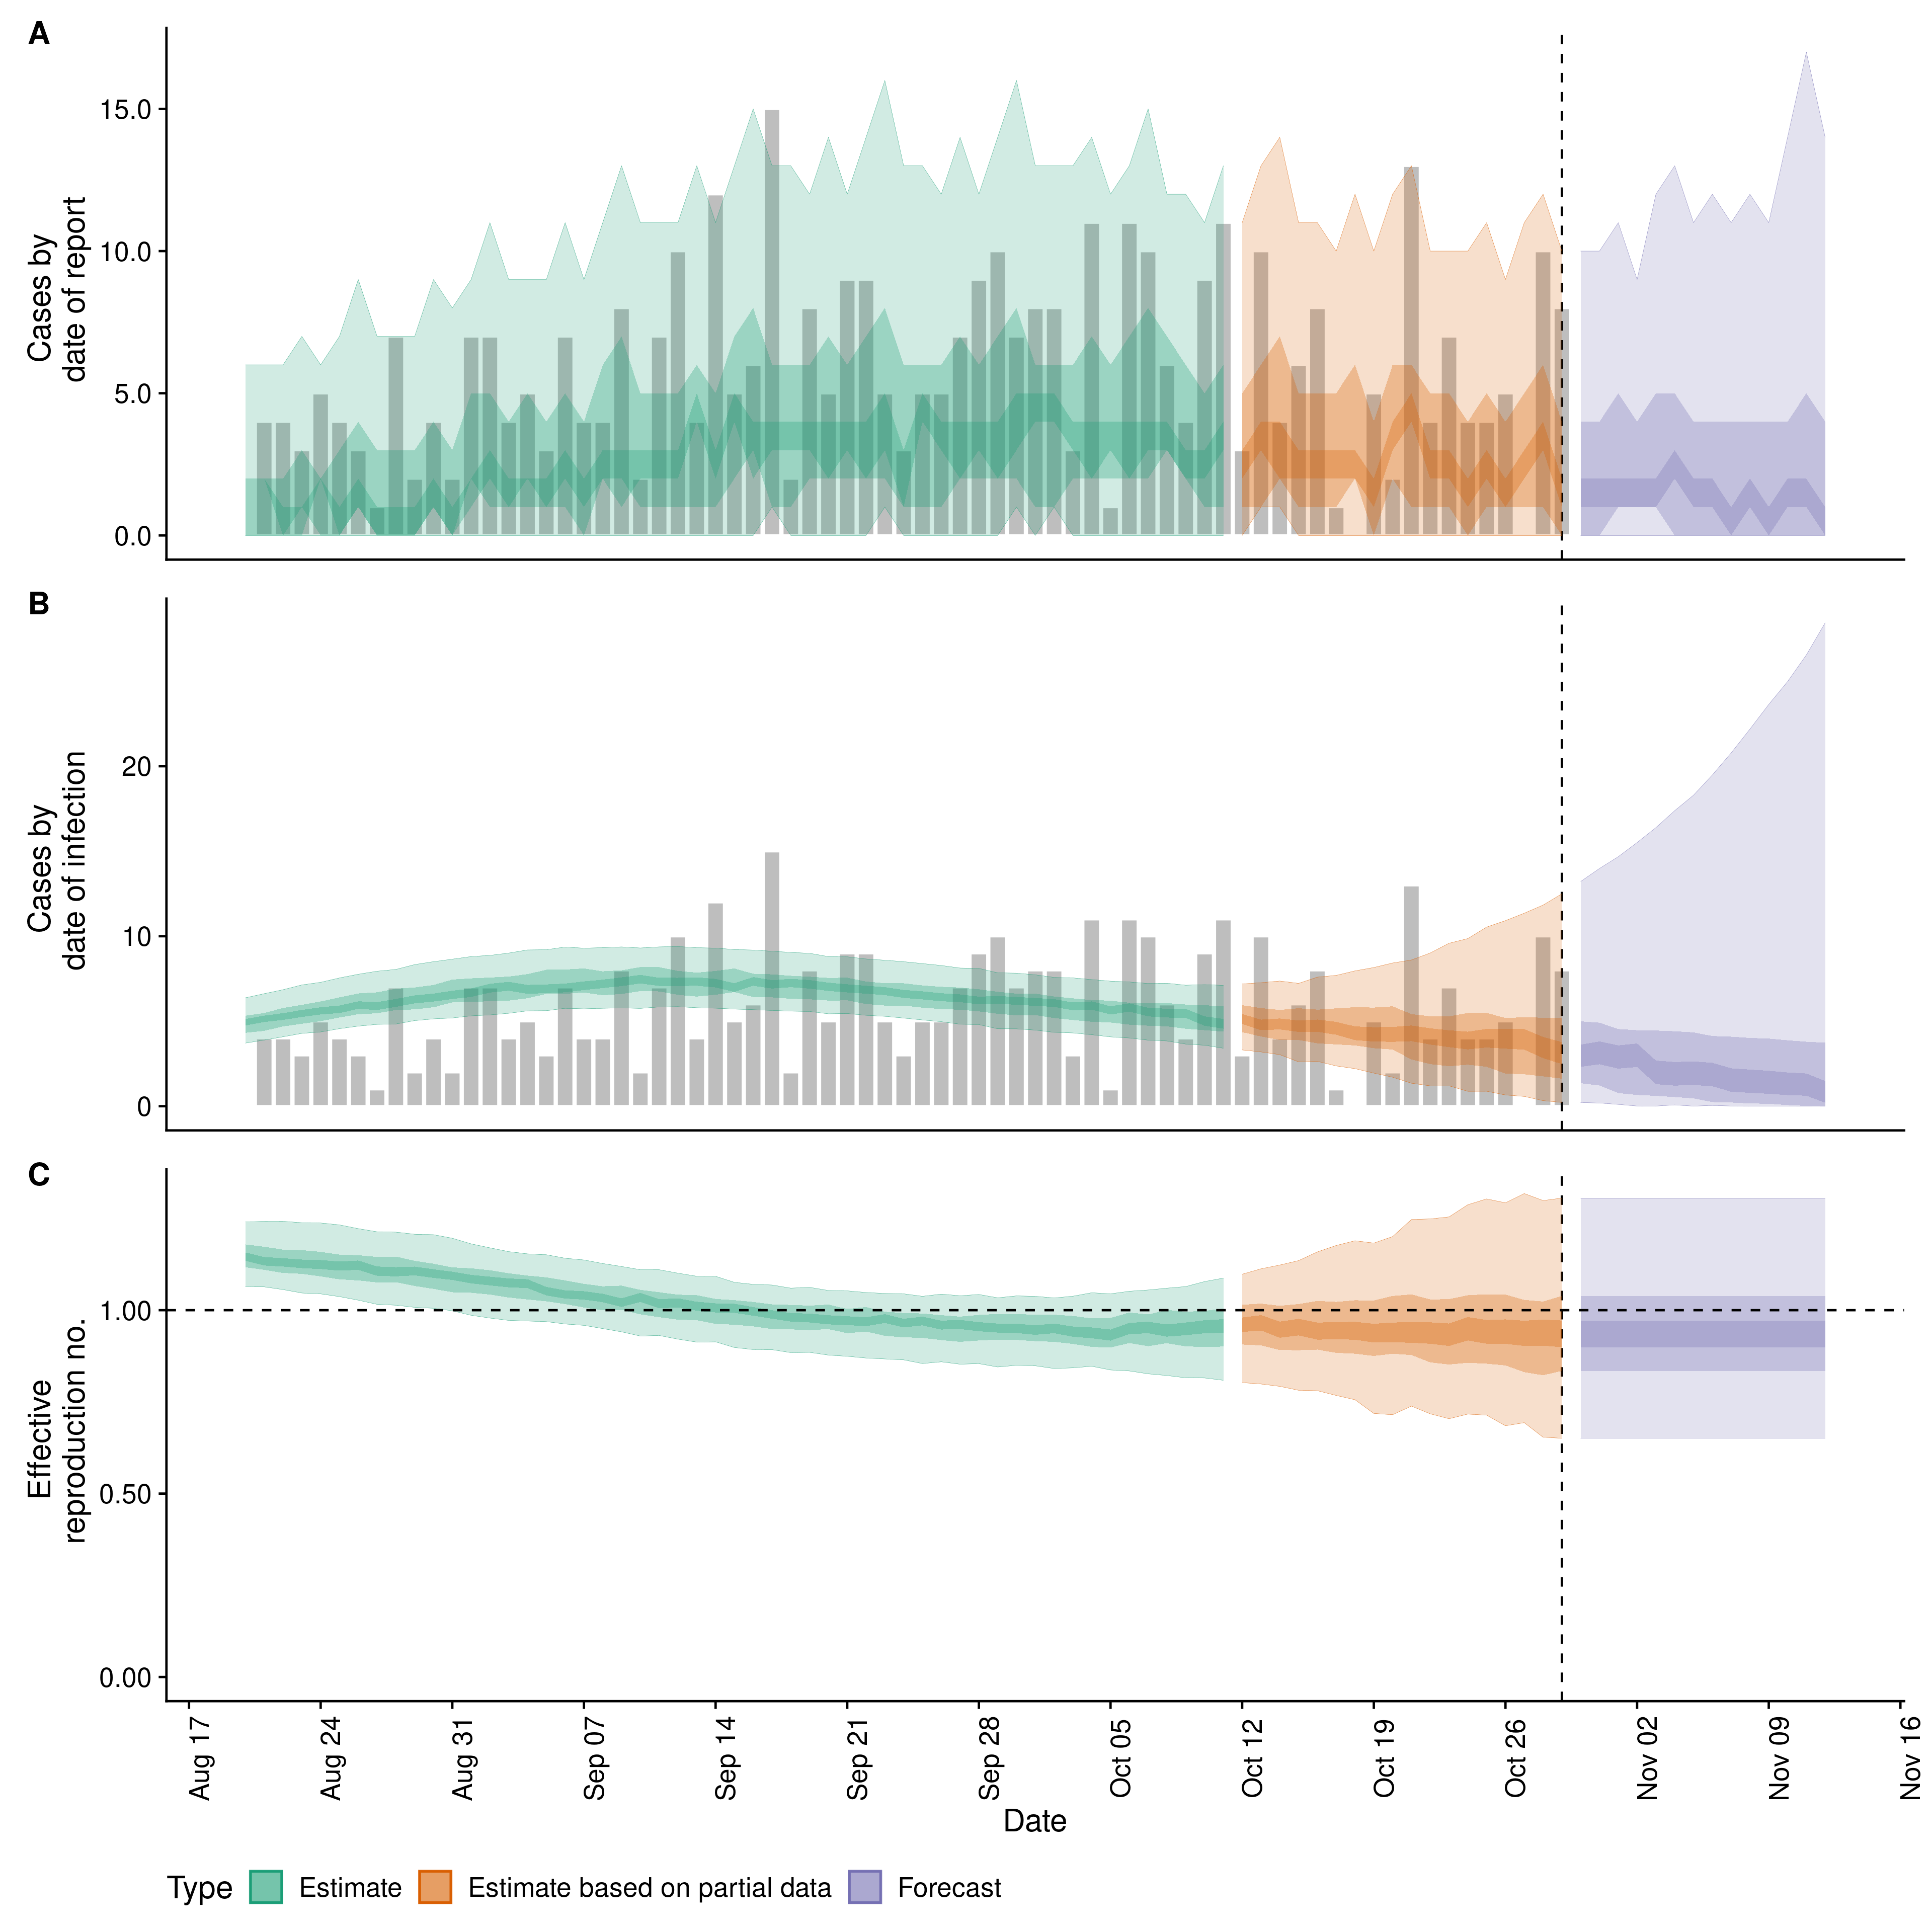 A
Cases by
date of report
15.0
10.0
5.0
0.0
B
Cases by
date of infection
20
10
0
C
Effective
reproduction no.
1.00
0.50
0.00
Aug 17
Aug 24
Aug 31
Sep 07
Sep 14
Sep 21
Sep 28
Oct 05
Oct 12
Oct 19
Oct 26
Nov 02
Nov 09
Nov 16
Date
Type Estimate Estimate based on partial data Forecast